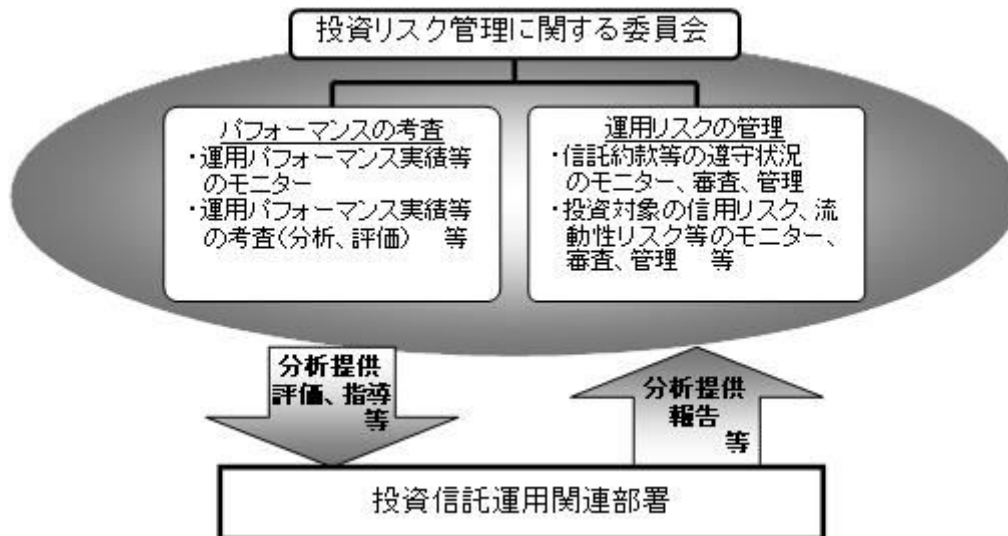 投資リスク管理に関する委員会
パフォーマンスの考査
・運用パフォーマンス実績等
のモニター
・運用パフォーマンス実績等
の考査(分析、評価)　等
運用リスクの管理
・信託約款等の遵守状況
のモニター、審査、管理
・投資対象の信用リスク、流
動性リスク等のモニター、
審査、管理　等
分析提供
評価、指導
等
分析提供
報告
等
投資信託運用関連部署